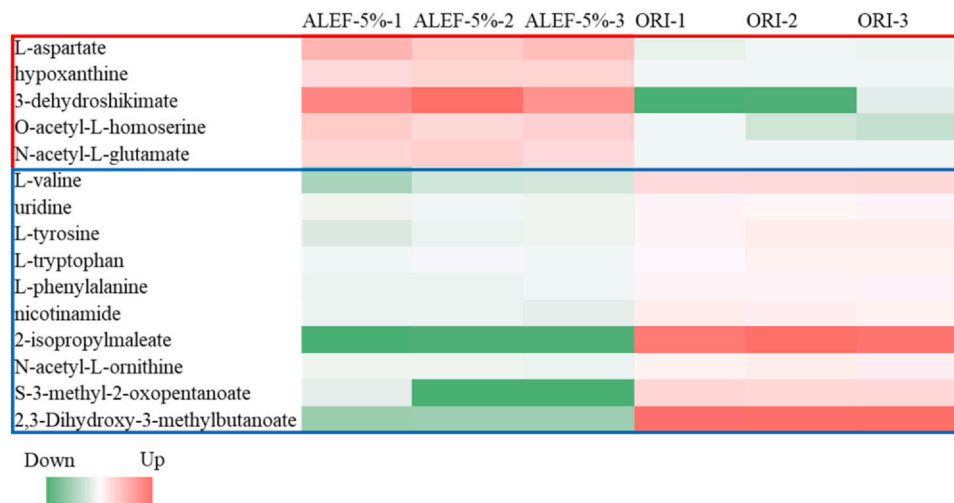 ALEF-5%-1 ALEF-5%-2 ALEF-5%-3 ORI-1 ORI-2 ORI-3
L-aspartate
hypoxanthine
3-dehydroshikimate
O-acetyl-L-homoserine
N-acetyl-L-glutamate
L-valine
uridine
L-tyrosine
L-tryptophan
L-phenylalanine
nicotinamide
2-isopropylmaleate
N-acetyl-L-ornithine
S-3-methyl-2-oxopentanoate
2,3-Dihydroxy-3-methylbutanoate
Down Up